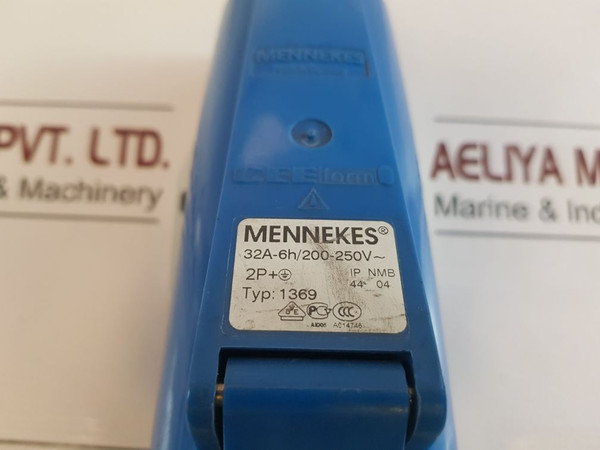 MENNEKES
PVT. LTD.
& Machinery
AELIYA M
Marine & Ind
MENNEKES®
32A-6h/200-250V~
2P+⏚
IP NMB
44 04
Typ: 1369